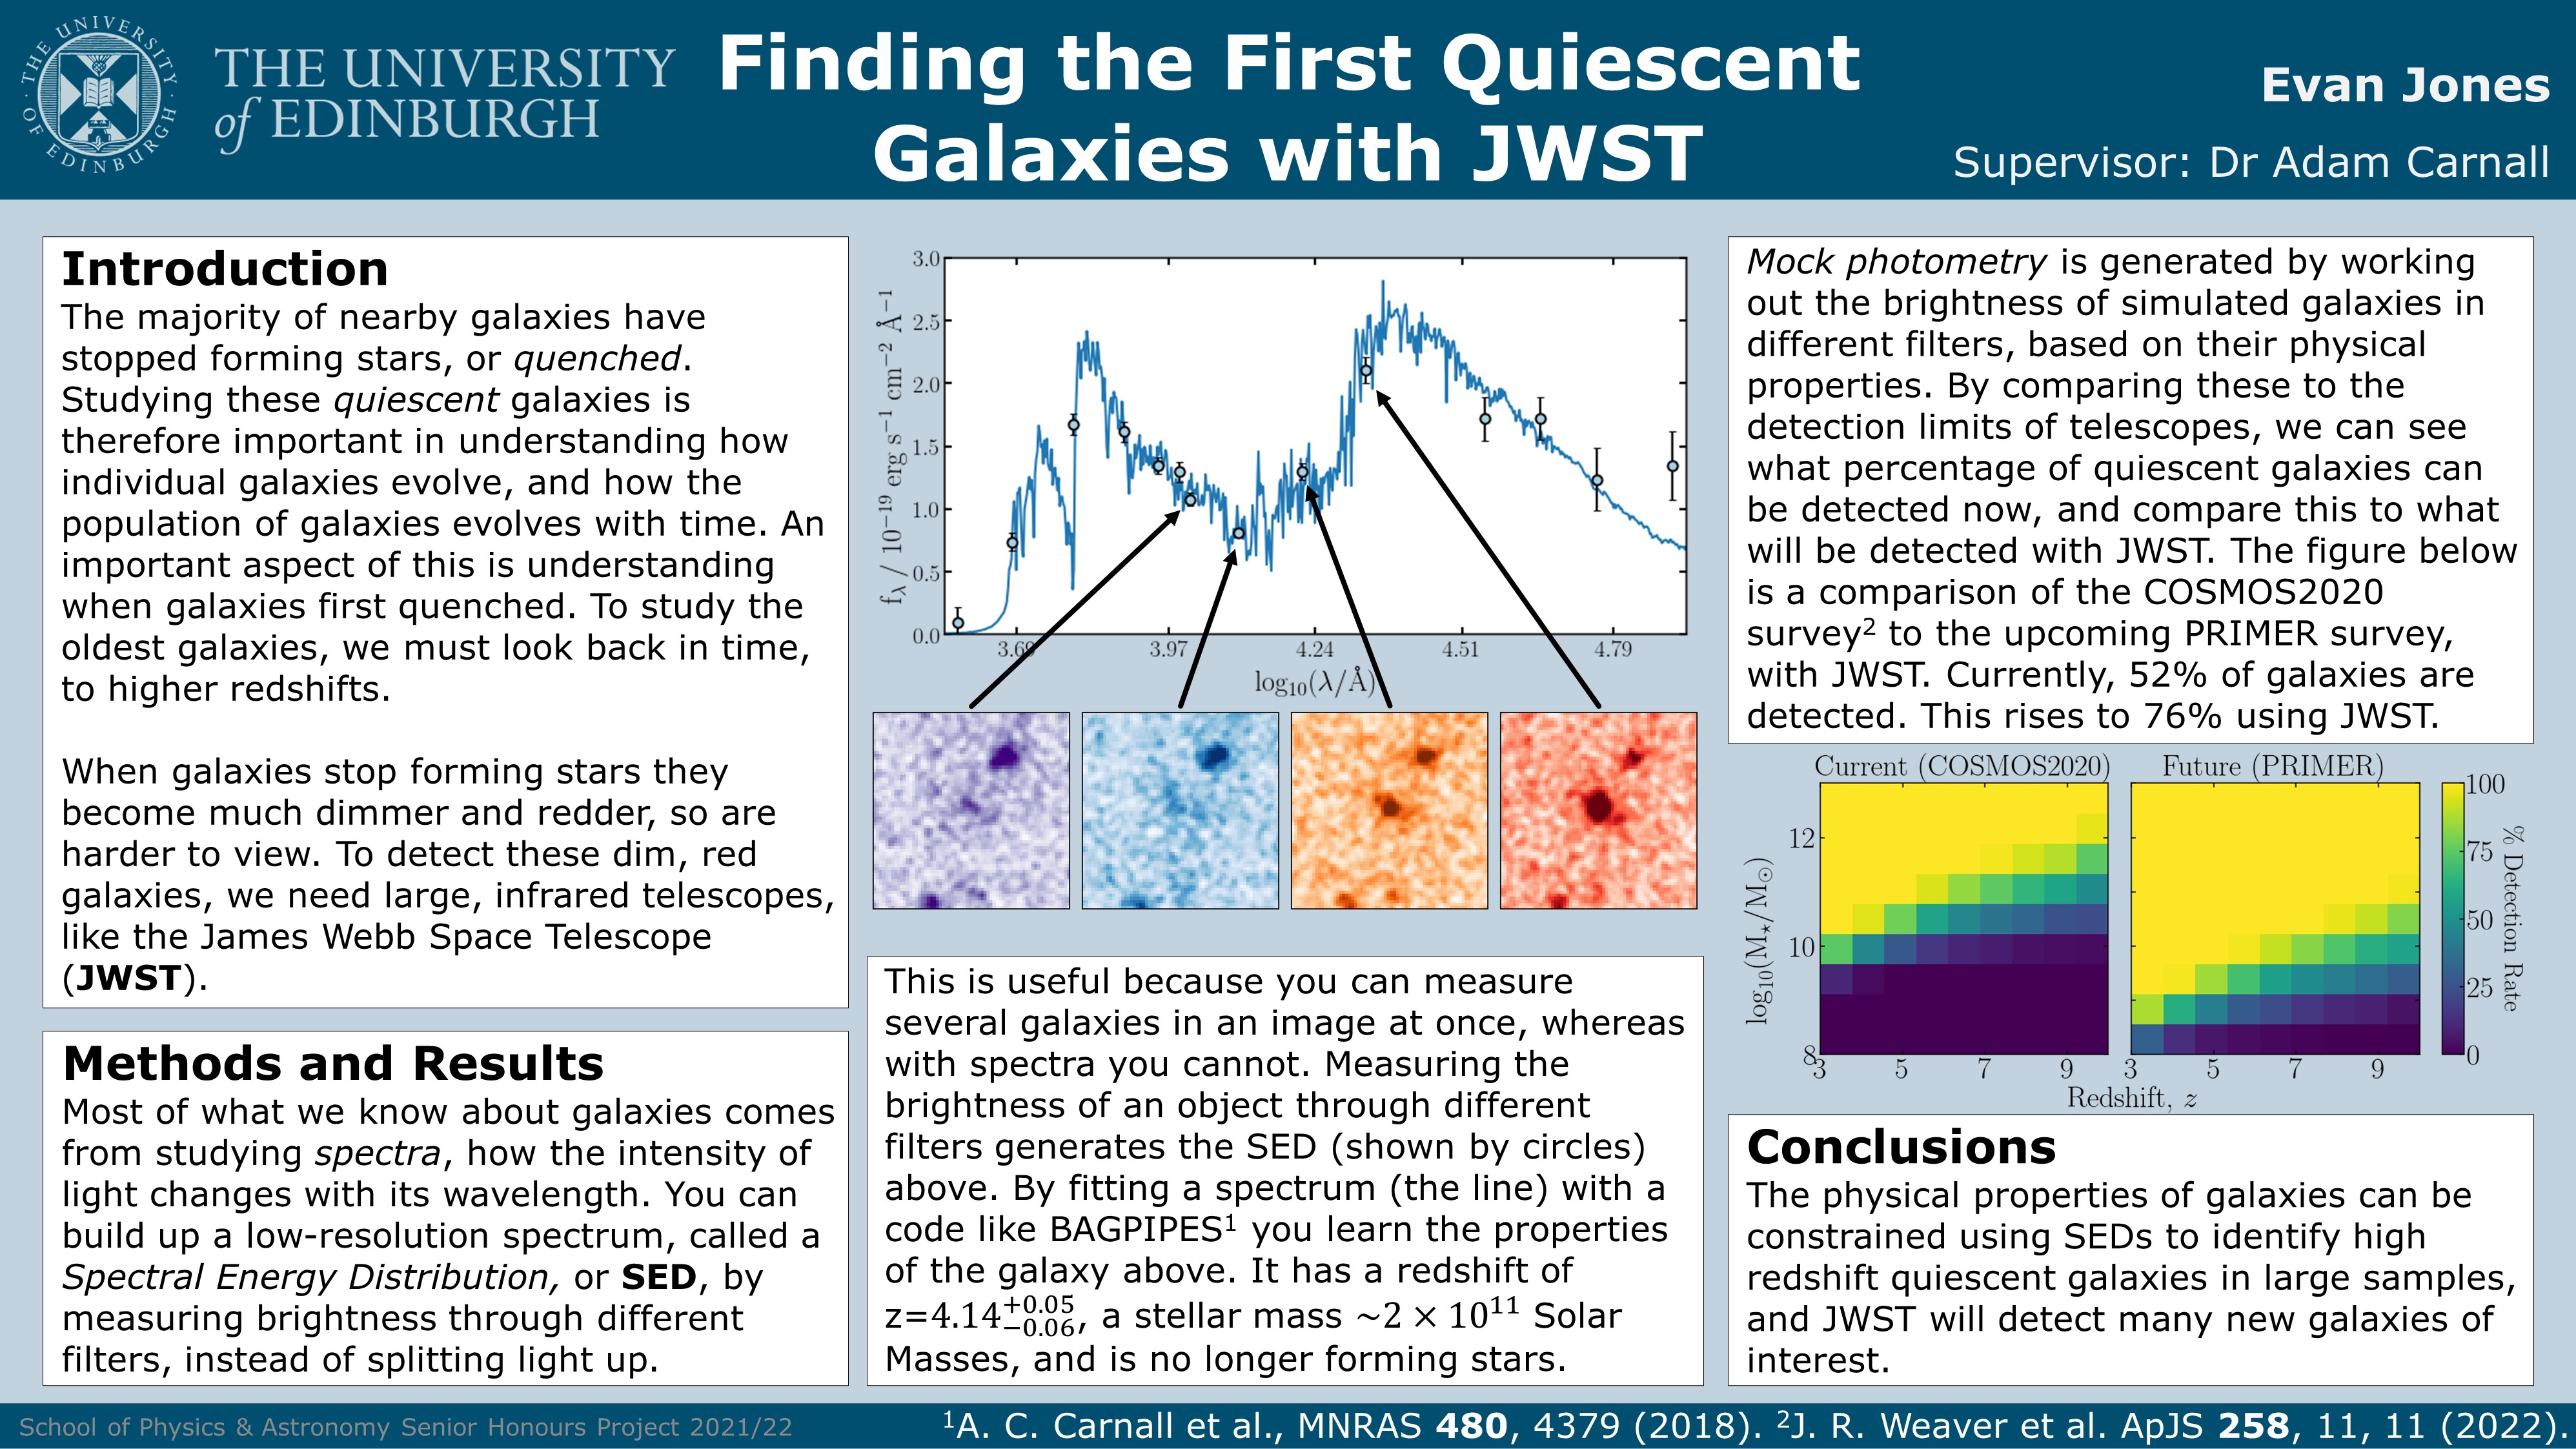 THE UNIVERSITY OF EDINBURGH
THE UNIVERSITY
of EDINBURGH
Finding the First Quiescent
Galaxies with JWST
Evan Jones
Supervisor: Dr Adam Carnall
Introduction
The majority of nearby galaxies have
stopped forming stars, or quenched.
Studying these quiescent galaxies is
therefore important in understanding how
individual galaxies evolve, and how the
population of galaxies evolves with time. An
important aspect of this is understanding
when galaxies first quenched. To study the
oldest galaxies, we must look back in time,
to higher redshifts.
When galaxies stop forming stars they
become much dimmer and redder, so are
harder to view. To detect these dim, red
galaxies, we need large, infrared telescopes,
like the James Webb Space Telescope
(JWST).
Methods and Results
Most of what we know about galaxies comes
from studying spectra, how the intensity of
light changes with its wavelength. You can
build up a low-resolution spectrum, called a
Spectral Energy Distribution, or SED, by
measuring brightness through different
filters, instead of splitting light up.
f_λ / 10⁻¹⁹ erg s⁻¹ cm⁻² Å⁻¹
3.0
2.5
2.0
1.5
1.0
0.5
0.0
3.69 3.97 4.24 4.51 4.79
log₁₀(λ/Å)
This is useful because you can measure
several galaxies in an image at once, whereas
with spectra you cannot. Measuring the
brightness of an object through different
filters generates the SED (shown by circles)
above. By fitting a spectrum (the line) with a
code like BAGPIPES¹ you learn the properties
of the galaxy above. It has a redshift of
z=4.14^{+0.05}_{−0.06}, a stellar mass ~2 × 10¹¹ Solar
Masses, and is no longer forming stars.
Mock photometry is generated by working
out the brightness of simulated galaxies in
different filters, based on their physical
properties. By comparing these to the
detection limits of telescopes, we can see
what percentage of quiescent galaxies can
be detected now, and compare this to what
will be detected with JWST. The figure below
is a comparison of the COSMOS2020
survey² to the upcoming PRIMER survey,
with JWST. Currently, 52% of galaxies are
detected. This rises to 76% using JWST.
Current (COSMOS2020) Future (PRIMER)
log₁₀(M⋆/M⊙)
12
10
8
3 5 7 9 3 5 7 9
Redshift, z
100
75
50
25
0
% Detection Rate
Conclusions
The physical properties of galaxies can be
constrained using SEDs to identify high
redshift quiescent galaxies in large samples,
and JWST will detect many new galaxies of
interest.
School of Physics & Astronomy Senior Honours Project 2021/22
¹A. C. Carnall et al., MNRAS 480, 4379 (2018). ²J. R. Weaver et al. ApJS 258, 11, 11 (2022).